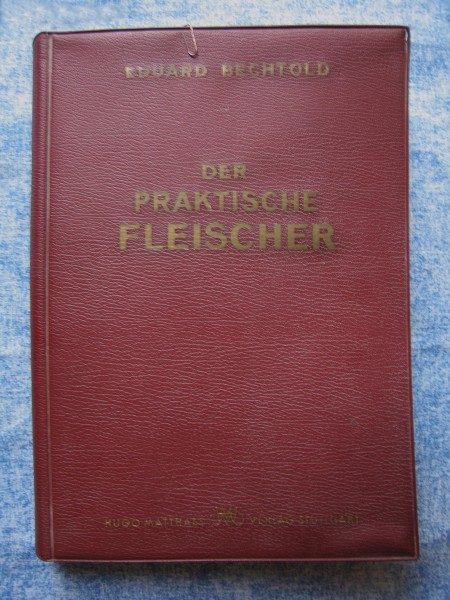 EDUARD BECHTOLD
DER
PRAKTISCHE
FLEISCHER
HUGO MATTHAES VERLAG STUTTGART